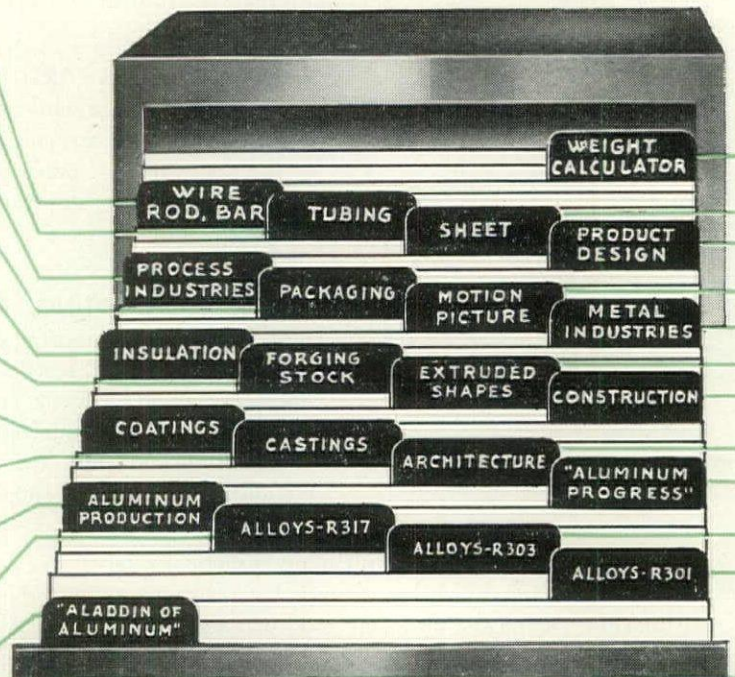 WEIGHT
CALCULATOR
WIRE
ROD, BAR
TUBING
SHEET
PRODUCT
DESIGN
PROCESS
INDUSTRIES
PACKAGING
MOTION
PICTURE
METAL
INDUSTRIES
INSULATION
FORGING
STOCK
EXTRUDED
SHAPES
CONSTRUCTION
COATINGS
CASTINGS
ARCHITECTURE
"ALUMINUM
PROGRESS"
ALUMINUM
PRODUCTION
ALLOYS-R317
ALLOYS-R303
ALLOYS-R301
"ALADDIN OF
ALUMINUM"